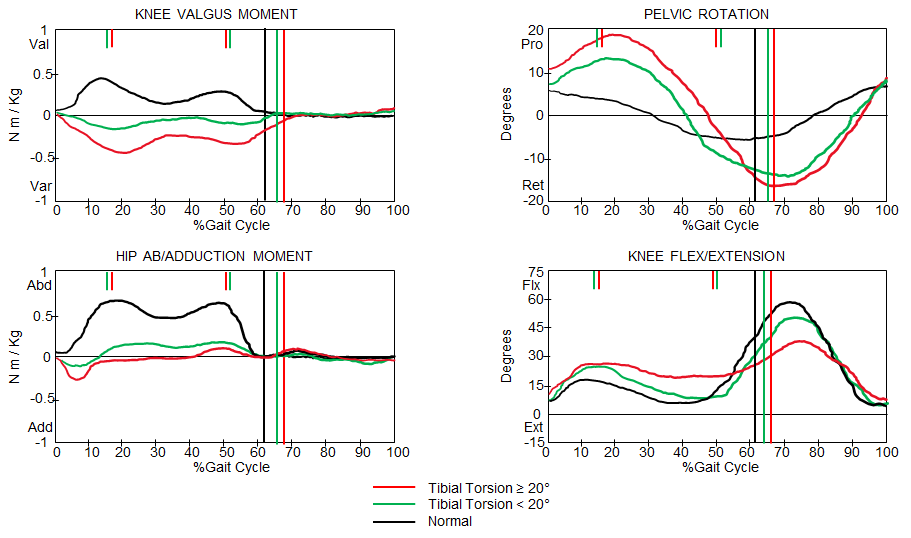 KNEE VALGUS MOMENT
1
Val
0.5
0
-0.5
Var
-1
N m / Kg
0 10 20 30 40 50 60 70 80 90 100
%Gait Cycle
PELVIC ROTATION
20
Pro
10
0
-10
Ret
-20
Degrees
0 10 20 30 40 50 60 70 80 90 100
%Gait Cycle
HIP AB/ADDUCTION MOMENT
1
Abd
0.5
0
-0.5
Add
-1
N m / Kg
0 10 20 30 40 50 60 70 80 90 100
%Gait Cycle
KNEE FLEX/EXTENSION
75
Flx
60
45
30
15
0
Ext
-15
Degrees
0 10 20 30 40 50 60 70 80 90 100
%Gait Cycle
Tibial Torsion ≥ 20°
Tibial Torsion < 20°
Normal